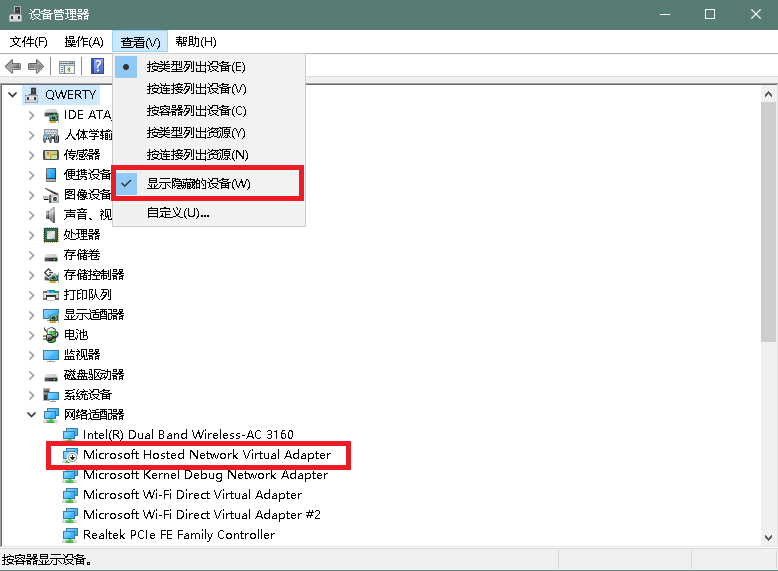 设备管理器
文件(F) 操作(A) 查看(V) 帮助(H)
按类型列出设备(E)
按连接列出设备(V)
按容器列出设备(C)
按类型列出资源(Y)
按连接列出资源(N)
显示隐藏的设备(W)
自定义(U)...
QWERTY
IDE ATA
人体学输
传感器
便携设备
图像设备
声音、视
处理器
存储卷
存储控制器
打印队列
显示适配器
电池
监视器
磁盘驱动器
系统设备
网络适配器
Intel(R) Dual Band Wireless-AC 3160
Microsoft Hosted Network Virtual Adapter
Microsoft Kernel Debug Network Adapter
Microsoft Wi-Fi Direct Virtual Adapter
Microsoft Wi-Fi Direct Virtual Adapter #2
Realtek PCIe FE Family Controller
按容器显示设备。